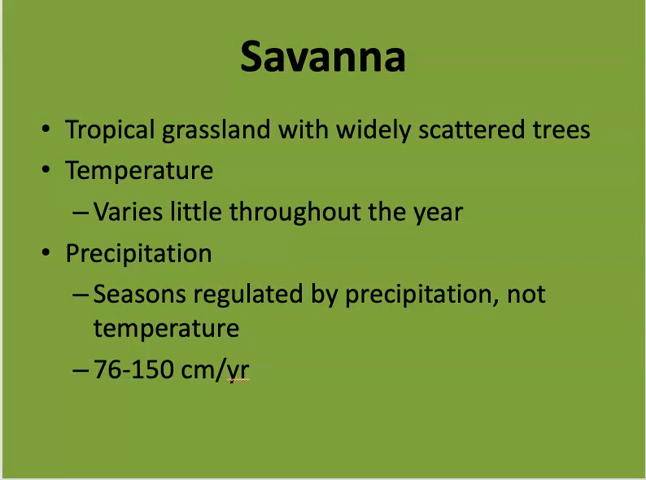 Savanna
• Tropical grassland with widely scattered trees
• Temperature
– Varies little throughout the year
• Precipitation
– Seasons regulated by precipitation, not
temperature
– 76-150 cm/yr